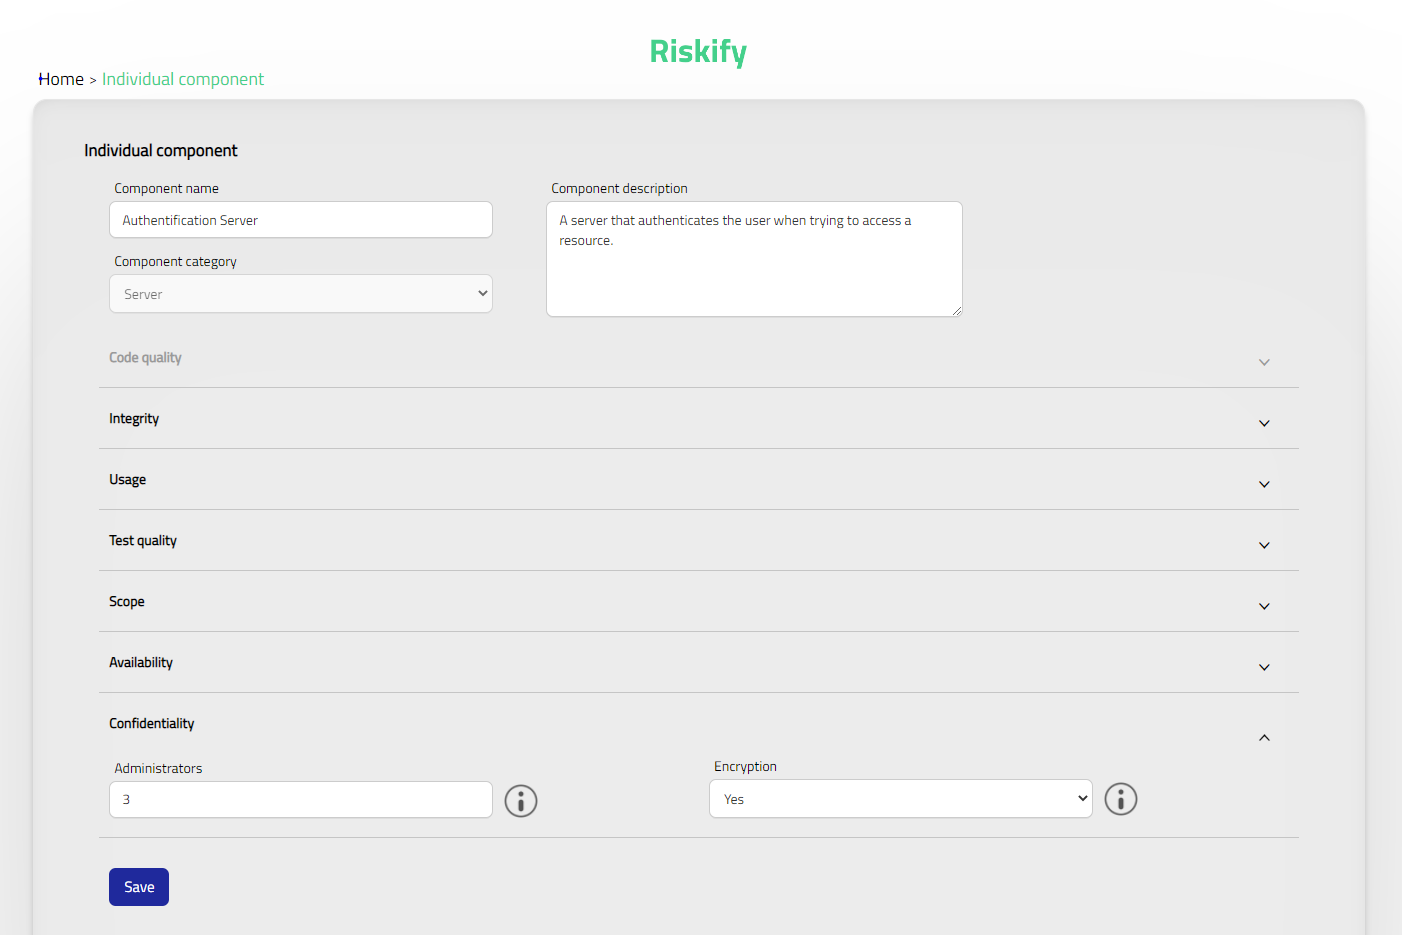 Riskify
Home > Individual component
Individual component
Component name
Authentification Server
Component category
Server
Component description
A server that authenticates the user when trying to access a
resource.
Code quality
Integrity
Usage
Test quality
Scope
Availability
Confidentiality
Administrators
3
Encryption
Yes
Save